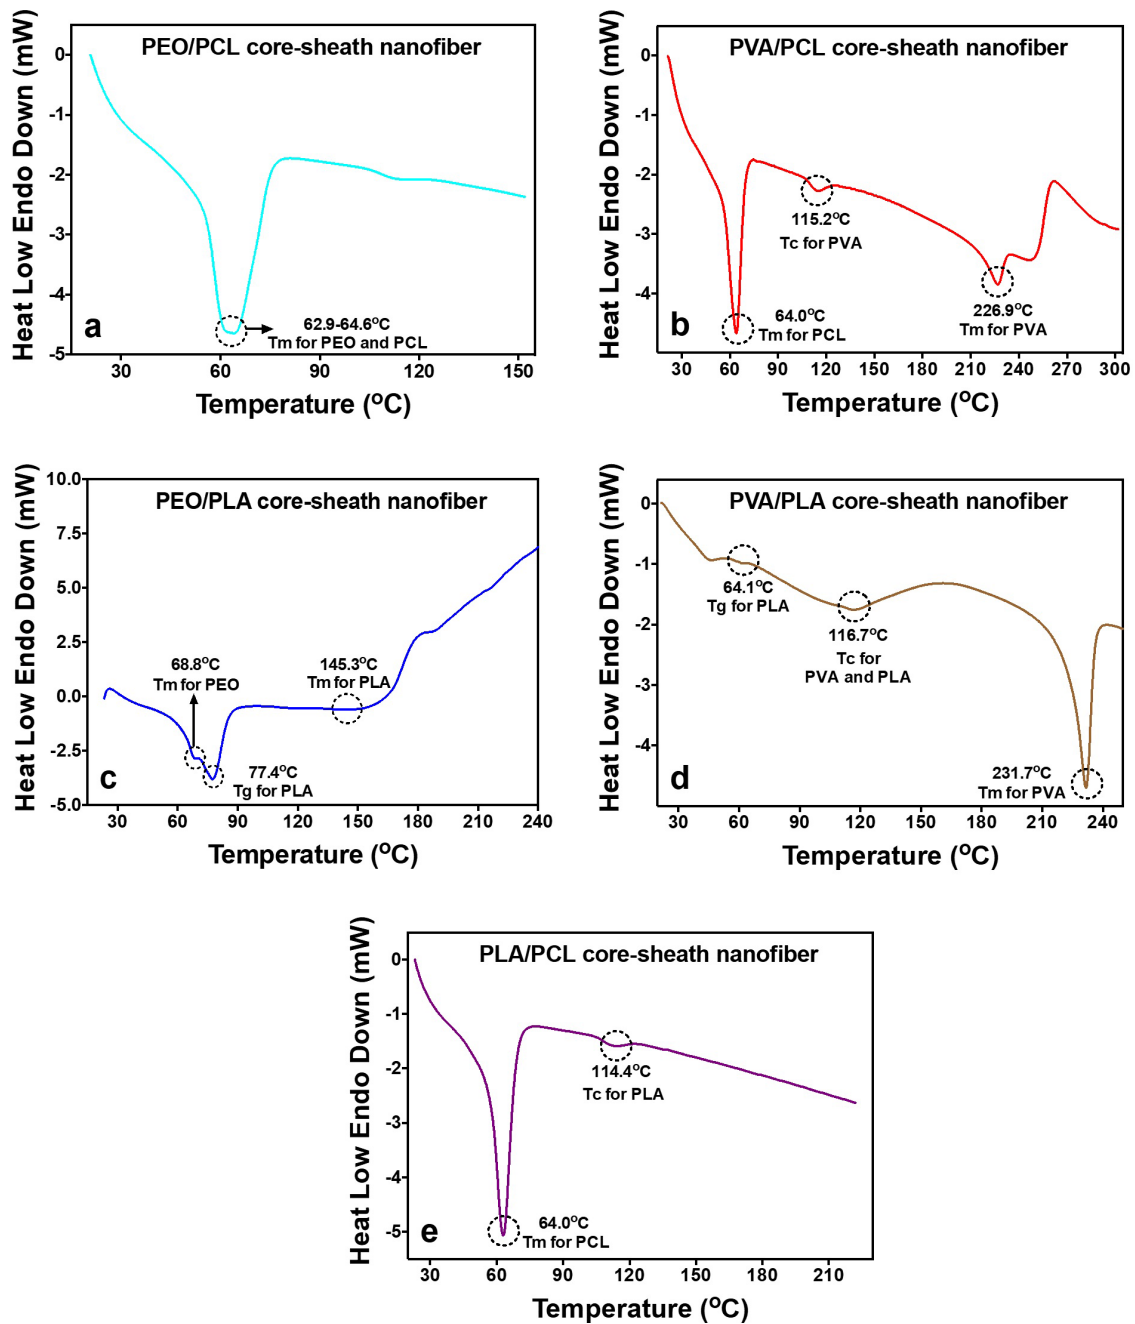 PEO/PCL core-sheath nanofiber
Heat Low Endo Down (mW)
0
-1
-2
-3
-4
-5
a
62.9-64.6°C
Tm for PEO and PCL
30 60 90 120 150
Temperature (°C)
PVA/PCL core-sheath nanofiber
Heat Low Endo Down (mW)
0
-1
-2
-3
-4
115.2°C
Tc for PVA
b
64.0°C
Tm for PCL
226.9°C
Tm for PVA
30 60 90 120 150 180 210 240 270 300
Temperature (°C)
PEO/PLA core-sheath nanofiber
Heat Low Endo Down (mW)
10.0
7.5
5.0
2.5
0.0
-2.5
-5.0
68.8°C
Tm for PEO
145.3°C
Tm for PLA
c
77.4°C
Tg for PLA
30 60 90 120 150 180 210 240
Temperature (°C)
PVA/PLA core-sheath nanofiber
Heat Low Endo Down (mW)
0
-1
-2
-3
-4
64.1°C
Tg for PLA
116.7°C
Tc for
PVA and PLA
d
231.7°C
Tm for PVA
30 60 90 120 150 180 210 240
Temperature (°C)
PLA/PCL core-sheath nanofiber
Heat Low Endo Down (mW)
0
-1
-2
-3
-4
-5
114.4°C
Tc for PLA
e
64.0°C
Tm for PCL
30 60 90 120 150 180 210
Temperature (°C)